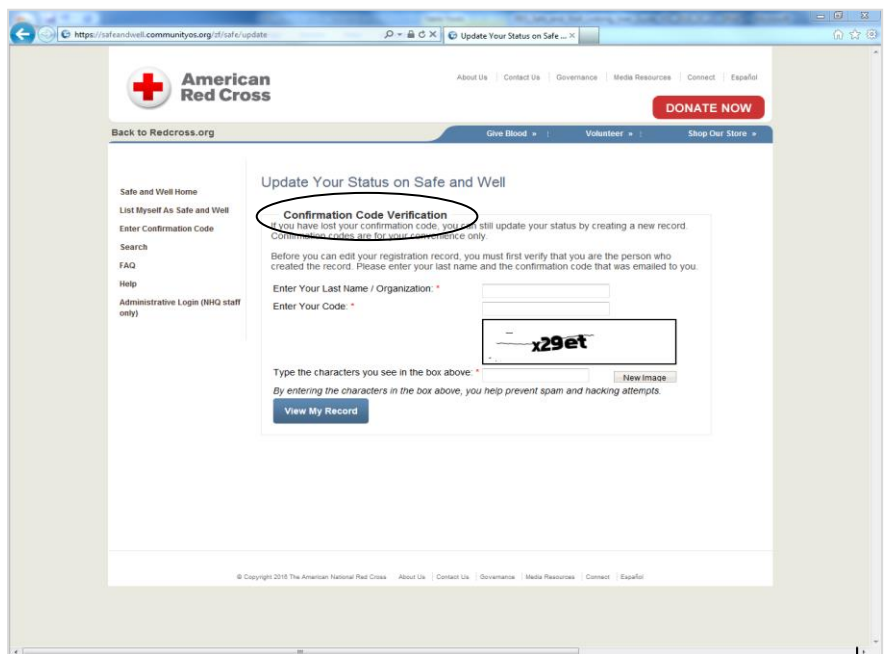 https://safeandwell.communityos.org/zf/safe/update
Update Your Status on Safe ...
American
Red Cross
About Us Contact Us Governance Media Resources Connect Español
DONATE NOW
Back to Redcross.org Give Blood » Volunteer » Shop Our Store »
Safe and Well Home
List Myself As Safe and Well
Enter Confirmation Code
Search
FAQ
Help
Administrative Login (NHQ staff
only)
Update Your Status on Safe and Well
Confirmation Code Verification
If you have lost your confirmation code, you can still update your status by creating a new record.
Confirmation codes are for your convenience only.
Before you can edit your registration record, you must first verify that you are the person who
created the record. Please enter your last name and the confirmation code that was emailed to you.
Enter Your Last Name / Organization: *
Enter Your Code: *
x29et
Type the characters you see in the box above: *
New Image
By entering the characters in the box above, you help prevent spam and hacking attempts.
View My Record
© Copyright 2016 The American National Red Cross About Us Contact Us Governance Media Resources Connect Español